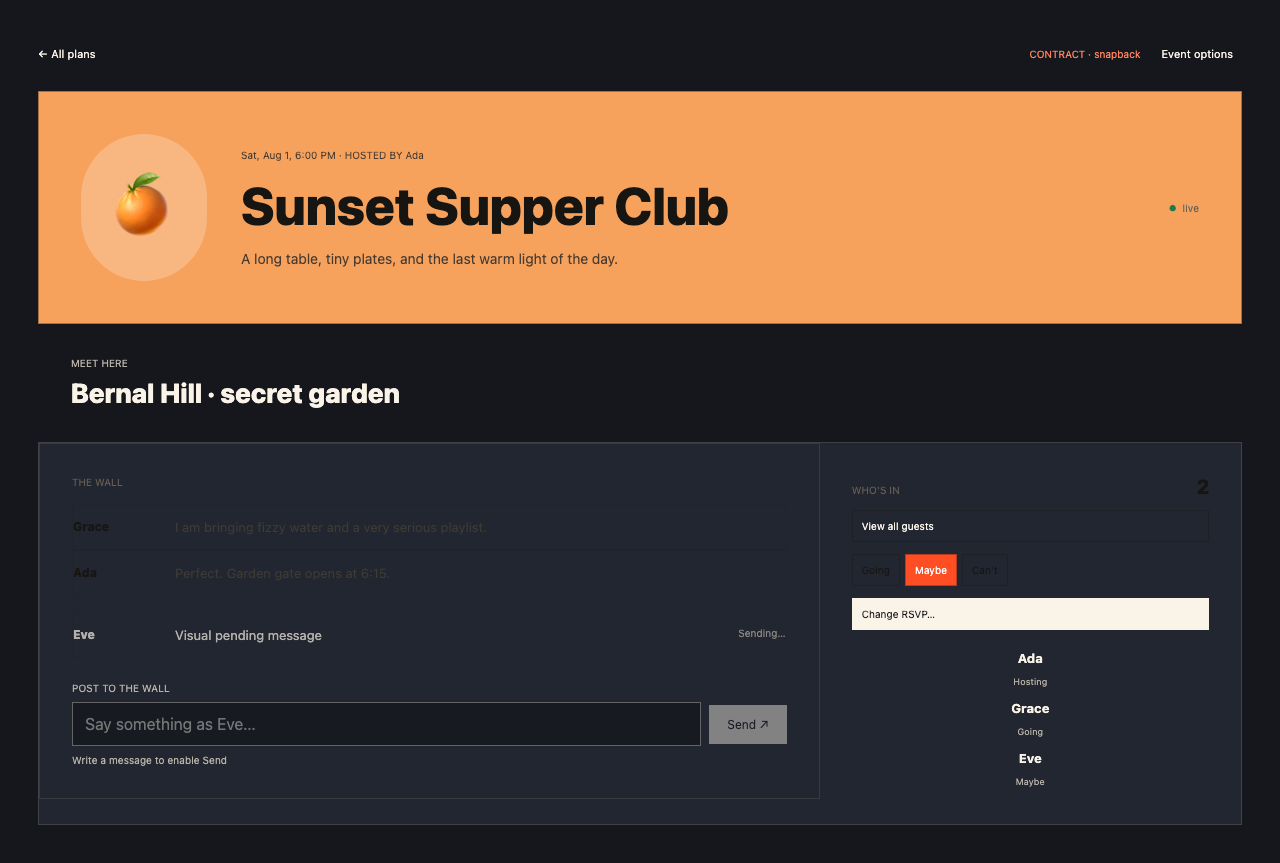 ← All plans
CONTRACT · snapback
Event options
Sat, Aug 1, 6:00 PM · HOSTED BY Ada
Sunset Supper Club
A long table, tiny plates, and the last warm light of the day.
live
MEET HERE
Bernal Hill · secret garden
THE WALL
Grace
I am bringing fizzy water and a very serious playlist.
Ada
Perfect. Garden gate opens at 6:15.
Eve
Visual pending message
Sending…
POST TO THE WALL
Say something as Eve…
Send ↗
Write a message to enable Send
WHO'S IN
2
View all guests
Going
Maybe
Can't
Change RSVP…
Ada
Hosting
Grace
Going
Eve
Maybe